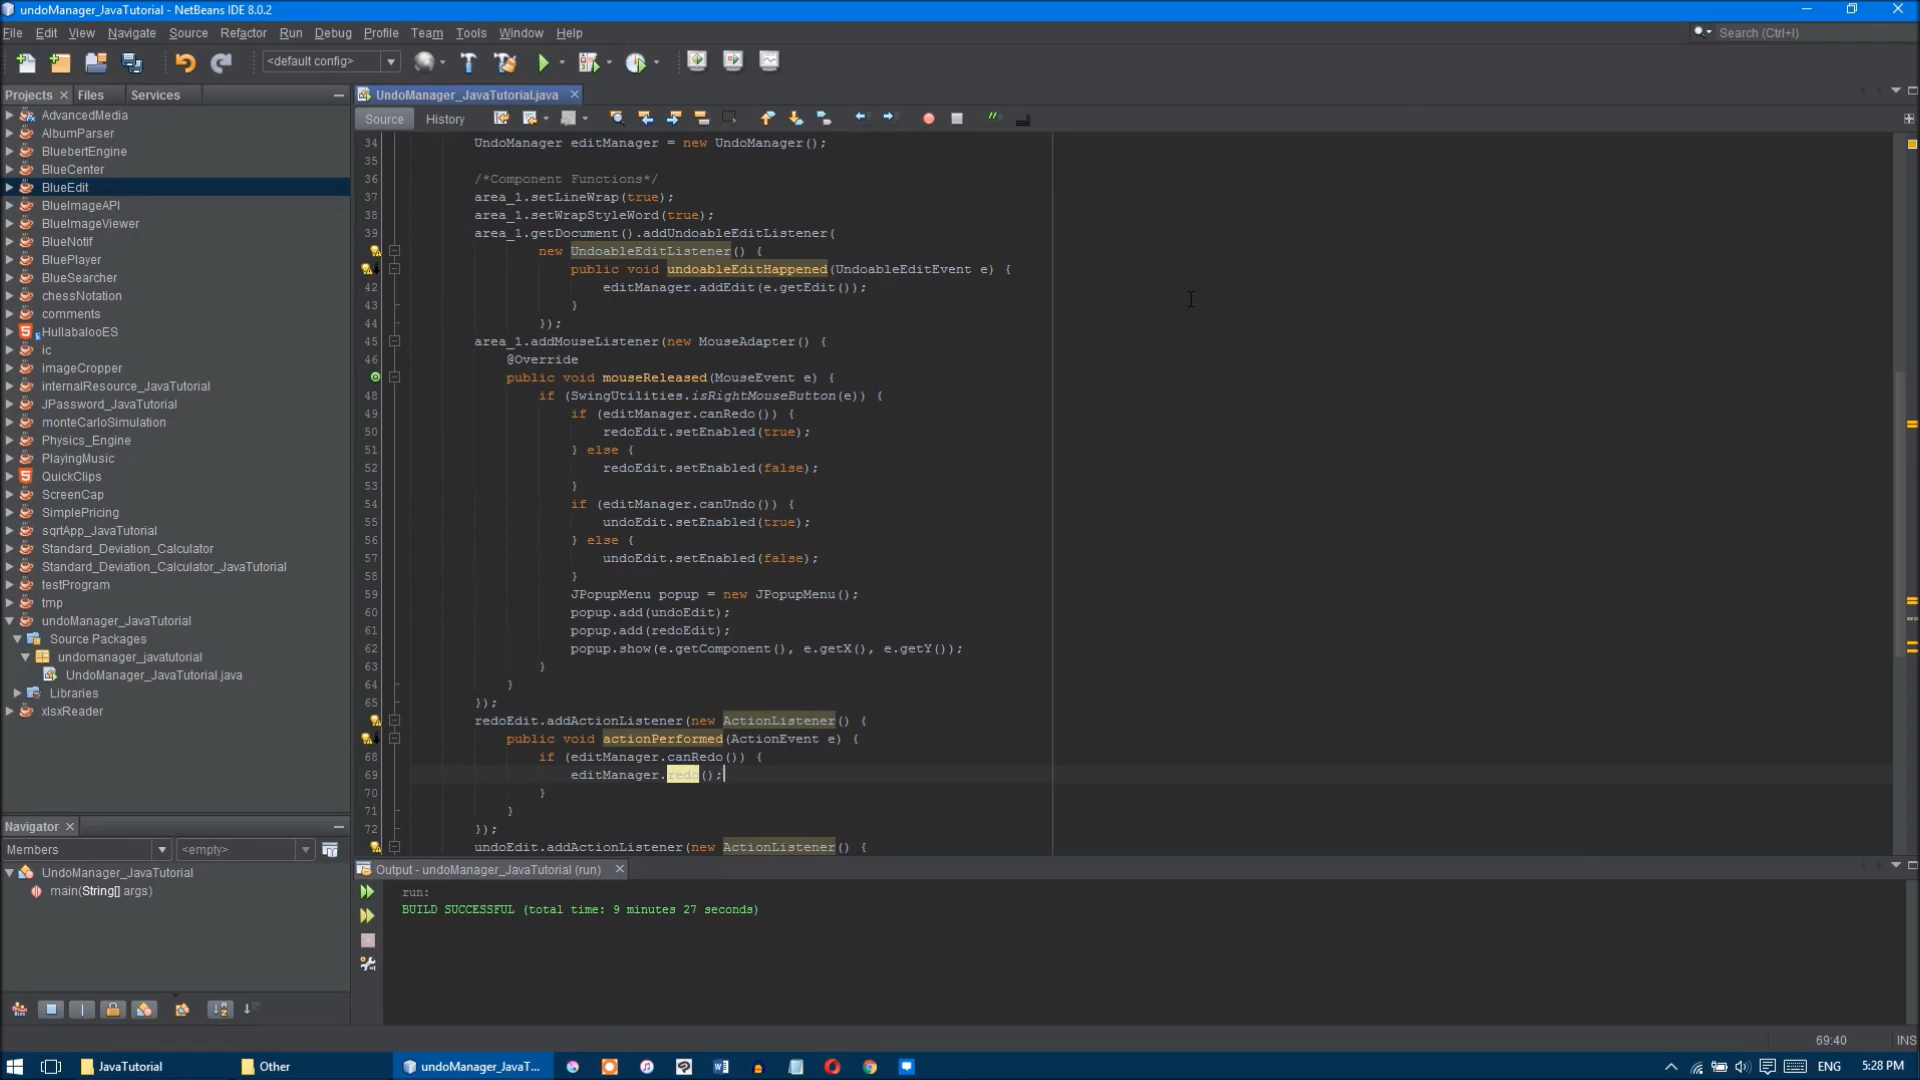 undoManager_JavaTutorial - NetBeans IDE 8.0.2
File Edit View Navigate Source Refactor Run Debug Profile Team Tools Window Help
Search (Ctrl+I)
<default config>
Projects Files Services
UndoManager_JavaTutorial.java
Source History
AdvancedMedia
AlbumParser
BluebertEngine
BlueCenter
BlueEdit
BlueImageAPI
BlueImageViewer
BlueNotif
BluePlayer
BlueSearcher
chessNotation
comments
HullabalooES
ic
imageCropper
internalResource_JavaTutorial
JPassword_JavaTutorial
monteCarloSimulation
Physics_Engine
PlayingMusic
QuickClips
ScreenCap
SimplePricing
sqrtApp_JavaTutorial
Standard_Deviation_Calculator
Standard_Deviation_Calculator_JavaTutorial
testProgram
tmp
undoManager_JavaTutorial
Source Packages
undomanager_javatutorial
UndoManager_JavaTutorial.java
Libraries
xlsxReader
34 UndoManager editManager = new UndoManager();
35
36 /*Component Functions*/
37 area_1.setLineWrap(true);
38 area_1.setWrapStyleWord(true);
39 area_1.getDocument().addUndoableEditListener(
new UndoableEditListener() {
public void undoableEditHappened(UndoableEditEvent e) {
42 editManager.addEdit(e.getEdit());
43 }
44 });
45 area_1.addMouseListener(new MouseAdapter() {
46 @Override
public void mouseReleased(MouseEvent e) {
48 if (SwingUtilities.isRightMouseButton(e)) {
49 if (editManager.canRedo()) {
50 redoEdit.setEnabled(true);
51 } else {
52 redoEdit.setEnabled(false);
53 }
54 if (editManager.canUndo()) {
55 undoEdit.setEnabled(true);
56 } else {
57 undoEdit.setEnabled(false);
58 }
59 JPopupMenu popup = new JPopupMenu();
60 popup.add(undoEdit);
61 popup.add(redoEdit);
62 popup.show(e.getComponent(), e.getX(), e.getY());
63 }
64 }
65 });
redoEdit.addActionListener(new ActionListener() {
public void actionPerformed(ActionEvent e) {
68 if (editManager.canRedo()) {
69 editManager.redo();
70 }
71 }
72 });
undoEdit.addActionListener(new ActionListener() {
Navigator
Members <empty>
UndoManager_JavaTutorial
main(String[] args)
Output - undoManager_JavaTutorial (run)
run:
BUILD SUCCESSFUL (total time: 9 minutes 27 seconds)
69:40 INS
JavaTutorial Other undoManager_JavaT... ENG 5:28 PM